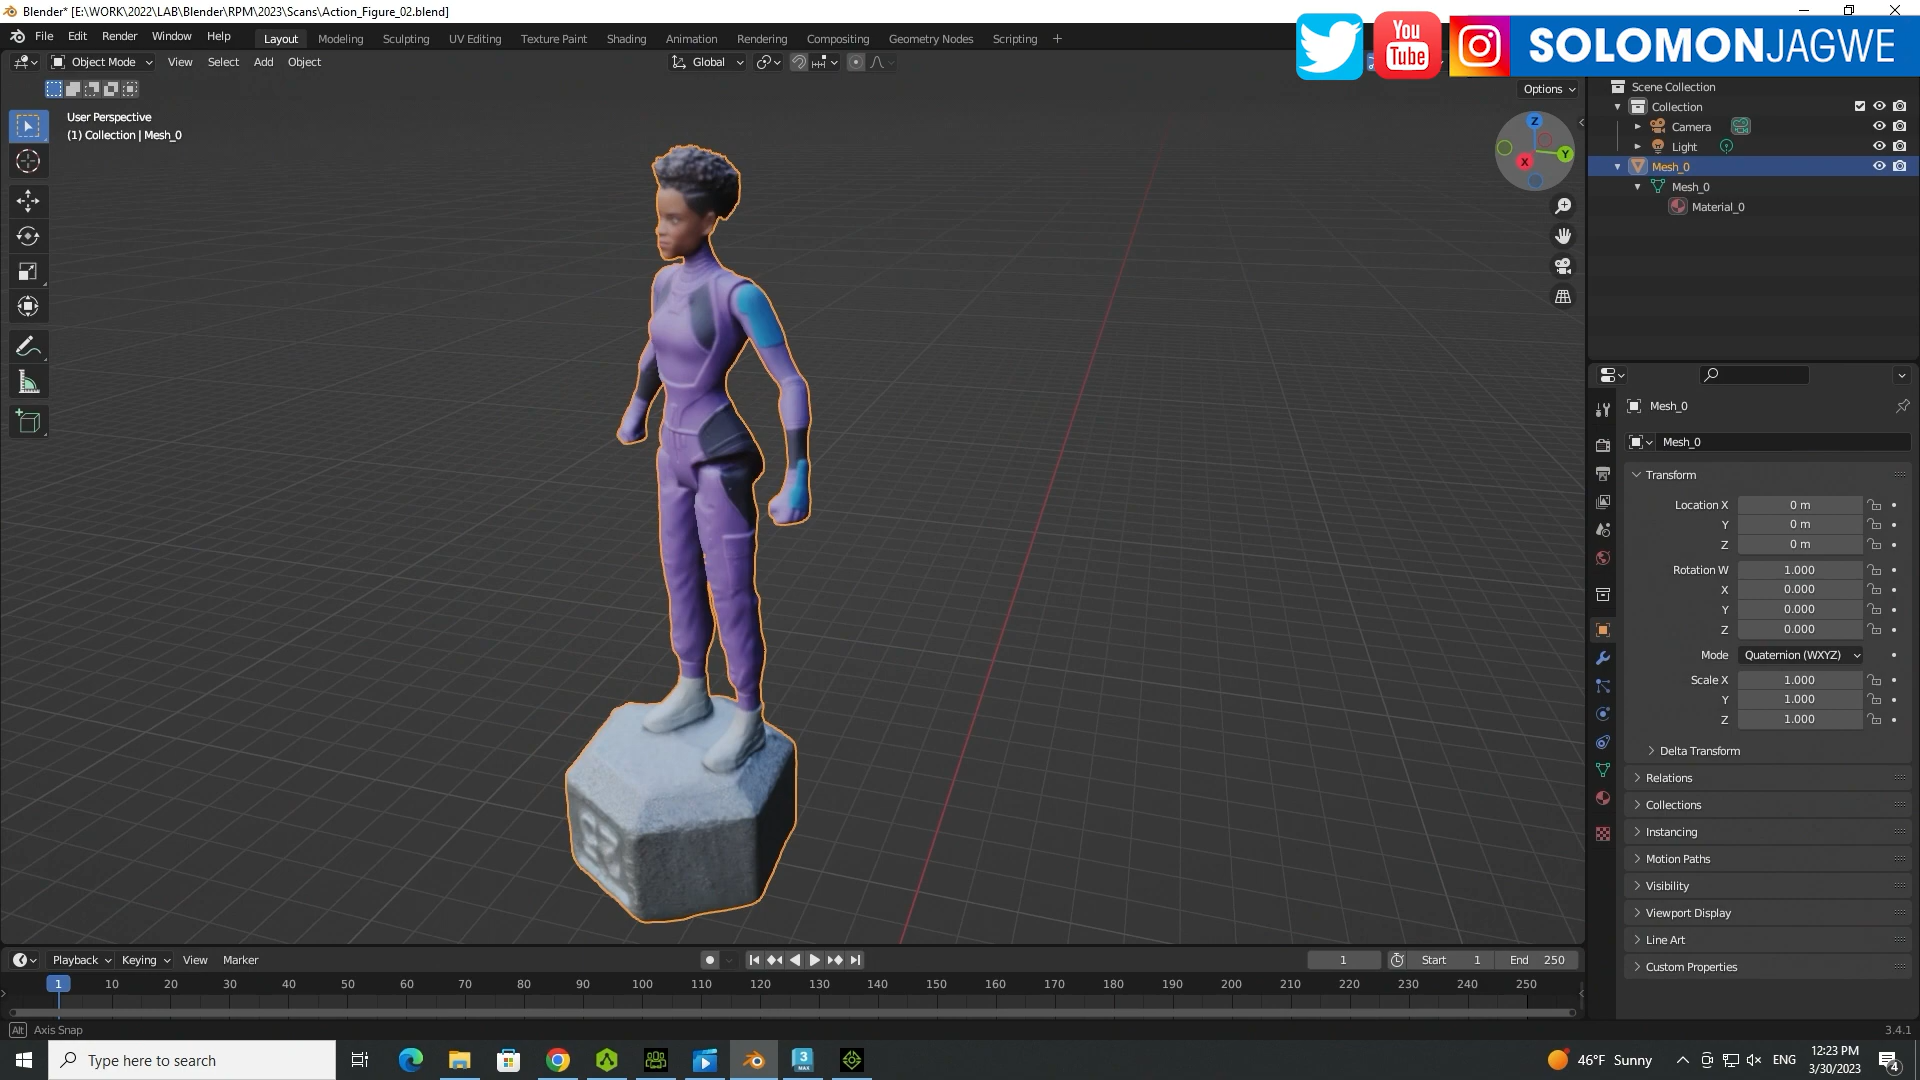 Blender* [E:\WORK\2022\LAB\Blender\RPM\2023\Scans\Action_Figure_02.blend]
File Edit Render Window Help Layout Modeling Sculpting UV Editing Texture Paint Shading Animation Rendering Compositing Geometry Nodes Scripting +
You Tube
SOLOMONJAGWE
Object Mode View Select Add Object Global
Options
User Perspective
(1) Collection | Mesh_0
Z
Y
X
Scene Collection
Collection
Camera
Light
Mesh_0
Mesh_0
Material_0
Mesh_0
Mesh_0
Transform
Location X 0 m
Y 0 m
Z 0 m
Rotation W 1.000
X 0.000
Y 0.000
Z 0.000
Mode Quaternion (WXYZ)
Scale X 1.000
Y 1.000
Z 1.000
Delta Transform
Relations
Collections
Instancing
Motion Paths
Visibility
Viewport Display
Line Art
Custom Properties
Playback Keying View Marker 1 Start 1 End 250
1 10 20 30 40 50 60 70 80 90 100 110 120 130 140 150 160 170 180 190 200 210 220 230 240 250
Alt Axis Snap 3.4.1
Type here to search
3 MAX
46°F Sunny ENG
12:23 PM
3/30/2023
4